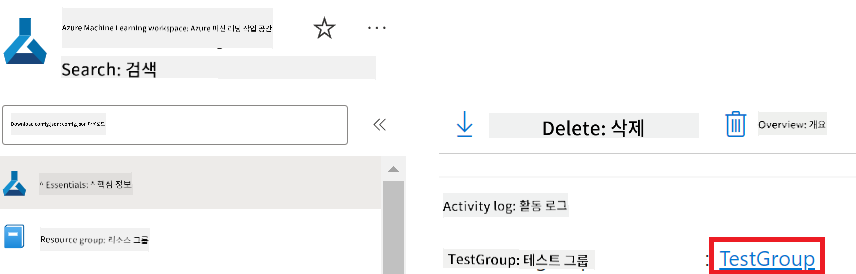 Azure Machine Learning workspace: Azure 머신 러닝 작업 공간
Search: 검색
Download config.json: config.json 다운로드
^ Essentials: ^ 핵심 정보
Resource group: 리소스 그룹
Delete: 삭제
Overview: 개요
Activity log: 활동 로그
TestGroup: 테스트 그룹
: TestGroup